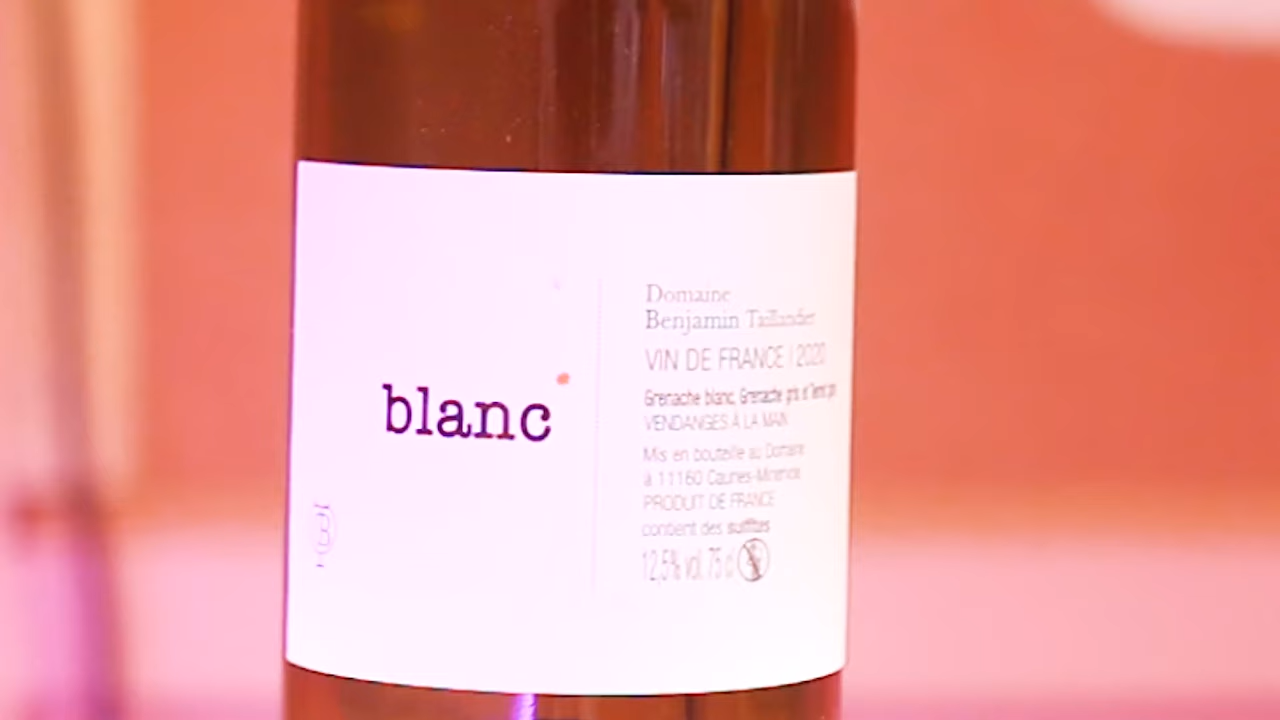 blanc
Domaine
Benjamin Taillandier
VIN DE FRANCE | 2020
Grenache blanc, Grenache gris et Terret gris
VENDANGES À LA MAIN
Mis en bouteille au Domaine
à 11160 Caunes-Minervois
PRODUIT DE FRANCE
contient des sulfites
12,5% vol. 75 cl